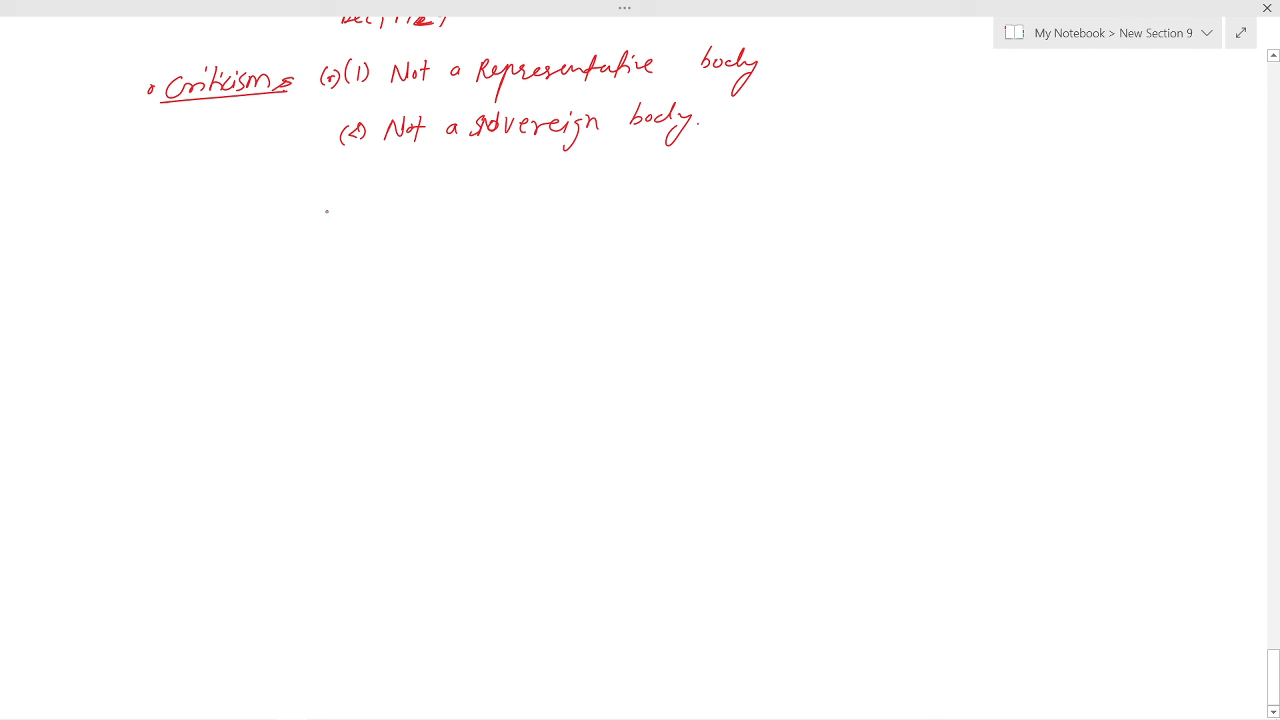 My Notebook > New Section 9
• Criticism (1) Not a Representative body
(2) Not a sovereign body.